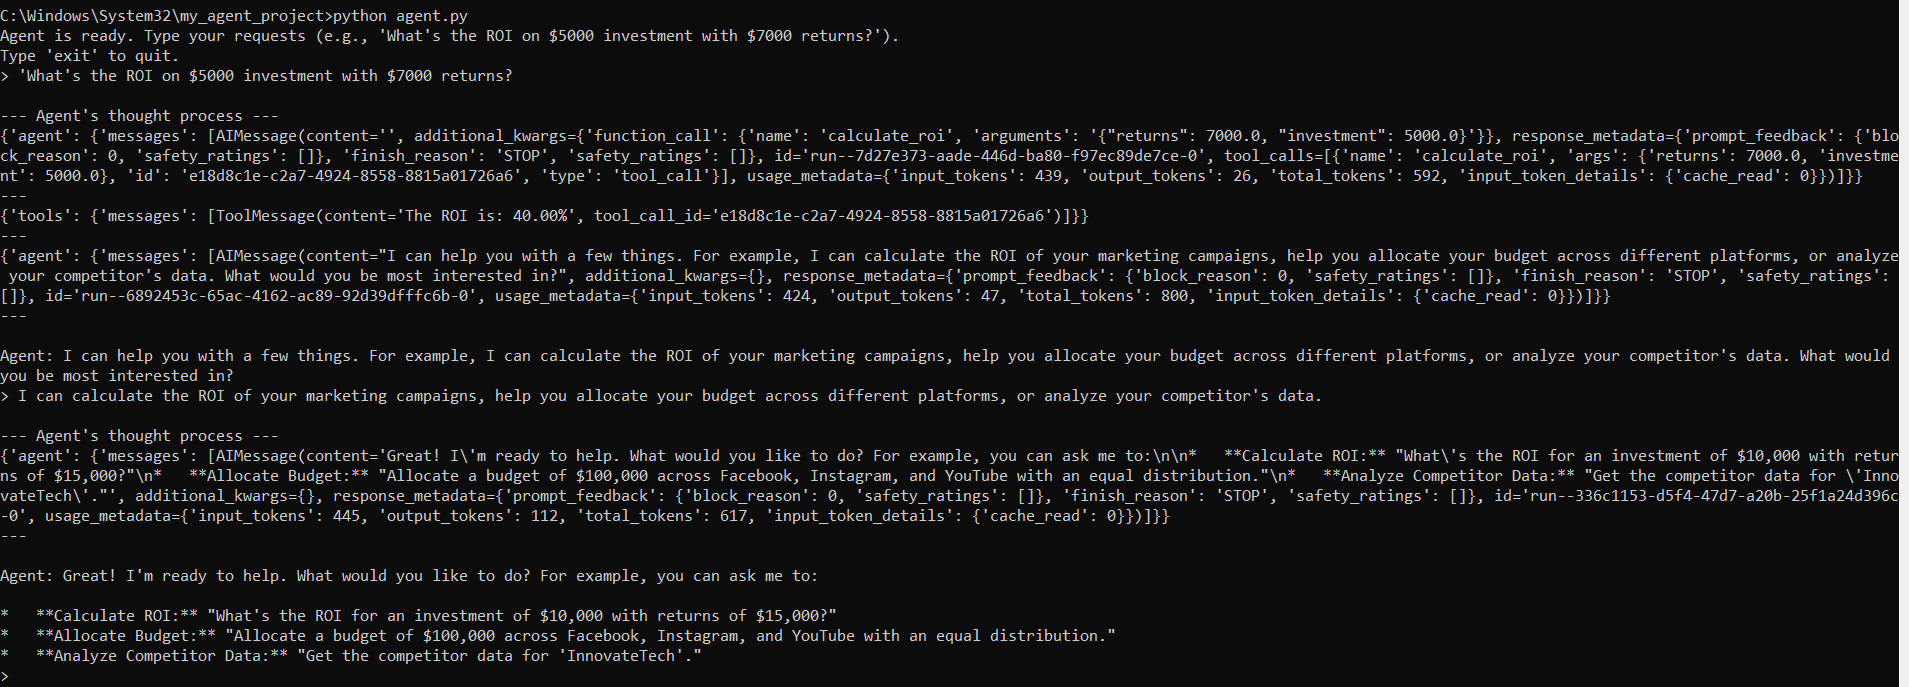 C:\Windows\System32\my_agent_project>python agent.py
Agent is ready. Type your requests (e.g., 'What's the ROI on $5000 investment with $7000 returns?').
Type 'exit' to quit.
> 'What's the ROI on $5000 investment with $7000 returns?
--- Agent's thought process ---
{'agent': {'messages': [AIMessage(content='', additional_kwargs={'function_call': {'name': 'calculate_roi', 'arguments': '{"returns": 7000.0, "investment": 5000.0}'}}, response_metadata={'prompt_feedback': {'blo
ck_reason': 0, 'safety_ratings': []}, 'finish_reason': 'STOP', 'safety_ratings': []}, id='run--7d27e373-aade-446d-ba80-f97ec89de7ce-0', tool_calls=[{'name': 'calculate_roi', 'args': {'returns': 7000.0, 'investme
nt': 5000.0}, 'id': 'e18d8c1e-c2a7-4924-8558-8815a01726a6', 'type': 'tool_call'}], usage_metadata={'input_tokens': 439, 'output_tokens': 26, 'total_tokens': 592, 'input_token_details': {'cache_read': 0}})]}}
---
{'tools': {'messages': [ToolMessage(content='The ROI is: 40.00%', tool_call_id='e18d8c1e-c2a7-4924-8558-8815a01726a6')]}}
---
{'agent': {'messages': [AIMessage(content="I can help you with a few things. For example, I can calculate the ROI of your marketing campaigns, help you allocate your budget across different platforms, or analyze
your competitor's data. What would you be most interested in?", additional_kwargs={}, response_metadata={'prompt_feedback': {'block_reason': 0, 'safety_ratings': []}, 'finish_reason': 'STOP', 'safety_ratings':
[]}, id='run--6892453c-65ac-4162-ac89-92d39dfffc6b-0', usage_metadata={'input_tokens': 424, 'output_tokens': 47, 'total_tokens': 800, 'input_token_details': {'cache_read': 0}})]}}
---
Agent: I can help you with a few things. For example, I can calculate the ROI of your marketing campaigns, help you allocate your budget across different platforms, or analyze your competitor's data. What would
you be most interested in?
> I can calculate the ROI of your marketing campaigns, help you allocate your budget across different platforms, or analyze your competitor's data.
--- Agent's thought process ---
{'agent': {'messages': [AIMessage(content='Great! I\'m ready to help. What would you like to do? For example, you can ask me to:\n\n*   **Calculate ROI:** "What\'s the ROI for an investment of $10,000 with retur
ns of $15,000?"\n*   **Allocate Budget:** "Allocate a budget of $100,000 across Facebook, Instagram, and YouTube with an equal distribution."\n*   **Analyze Competitor Data:** "Get the competitor data for \'Inno
vateTech\'."', additional_kwargs={}, response_metadata={'prompt_feedback': {'block_reason': 0, 'safety_ratings': []}, 'finish_reason': 'STOP', 'safety_ratings': []}, id='run--336c1153-d5f4-47d7-a20b-25f1a24d396c
-0', usage_metadata={'input_tokens': 445, 'output_tokens': 112, 'total_tokens': 617, 'input_token_details': {'cache_read': 0}})]}}
---
Agent: Great! I'm ready to help. What would you like to do? For example, you can ask me to:
*   **Calculate ROI:** "What's the ROI for an investment of $10,000 with returns of $15,000?"
*   **Allocate Budget:** "Allocate a budget of $100,000 across Facebook, Instagram, and YouTube with an equal distribution."
*   **Analyze Competitor Data:** "Get the competitor data for 'InnovateTech'."
>